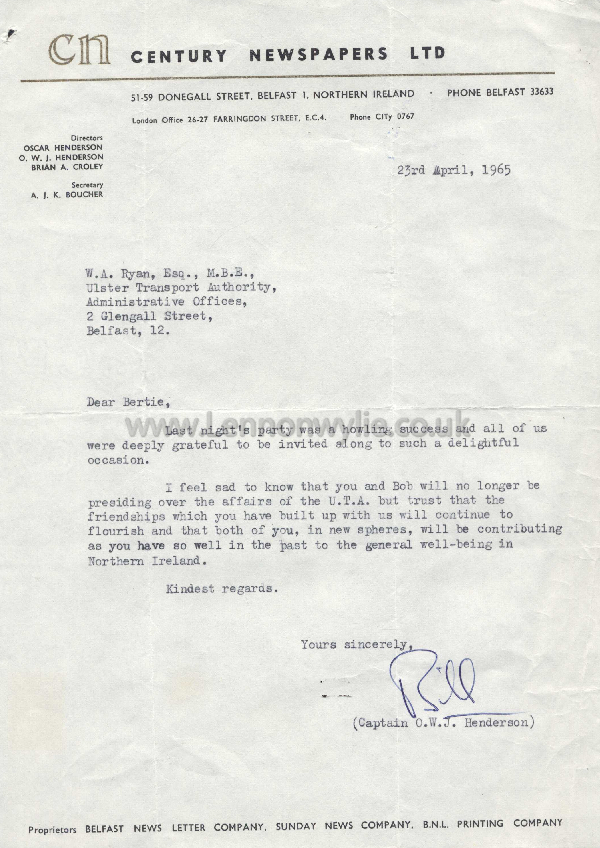 cn CENTURY NEWSPAPERS LTD
51-59 DONEGALL STREET, BELFAST 1, NORTHERN IRELAND · PHONE BELFAST 33633
London Office 26-27 FARRINGDON STREET, E.C.4. Phone CITy 0767
Directors
OSCAR HENDERSON
O. W. J. HENDERSON
BRIAN A. CROLEY
Secretary
A. J. K. BOUCHER
23rd April, 1965
W.A. Ryan, Esq., M.B.E.,
Ulster Transport Authority,
Administrative Offices,
2 Glengall Street,
Belfast, 12.
Dear Bertie,
www.Lennonwylie.co.uk
Last night's party was a howling success and all of us
were deeply grateful to be invited along to such a delightful
occasion.
I feel sad to know that you and Bob will no longer be
presiding over the affairs of the U.T.A. but trust that the
friendships which you have built up with us will continue to
flourish and that both of you, in new spheres, will be contributing
as you have so well in the past to the general well-being in
Northern Ireland.
Kindest regards.
Yours sincerely,
Bill
(Captain O.W.J. Henderson)
Proprietors BELFAST NEWS LETTER COMPANY, SUNDAY NEWS COMPANY, B.N.L. PRINTING COMPANY